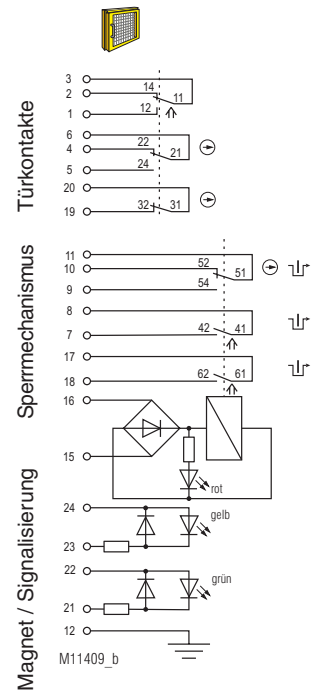 Türkontakte
3
2 14
11
1 12
6
4 22
21
5 24
20
19 32 31
Sperrmechanismus
11
10 52
51
9 54
8
7 42 41
17
18 62 61
Magnet / Signalisierung
16
15
rot
24
gelb
23
22
grün
21
12
M11409_b